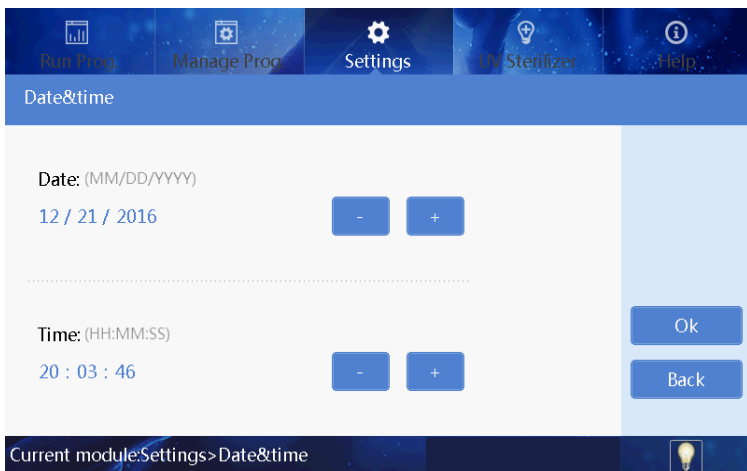 Run Prog.
Manage Prog.
Settings
UV Sterilizer
Help
Date&time
Date: (MM/DD/YYYY)
12 / 21 / 2016
- +
Time: (HH:MM:SS)
20 : 03 : 46
- +
Ok
Back
Current module:Settings>Date&time